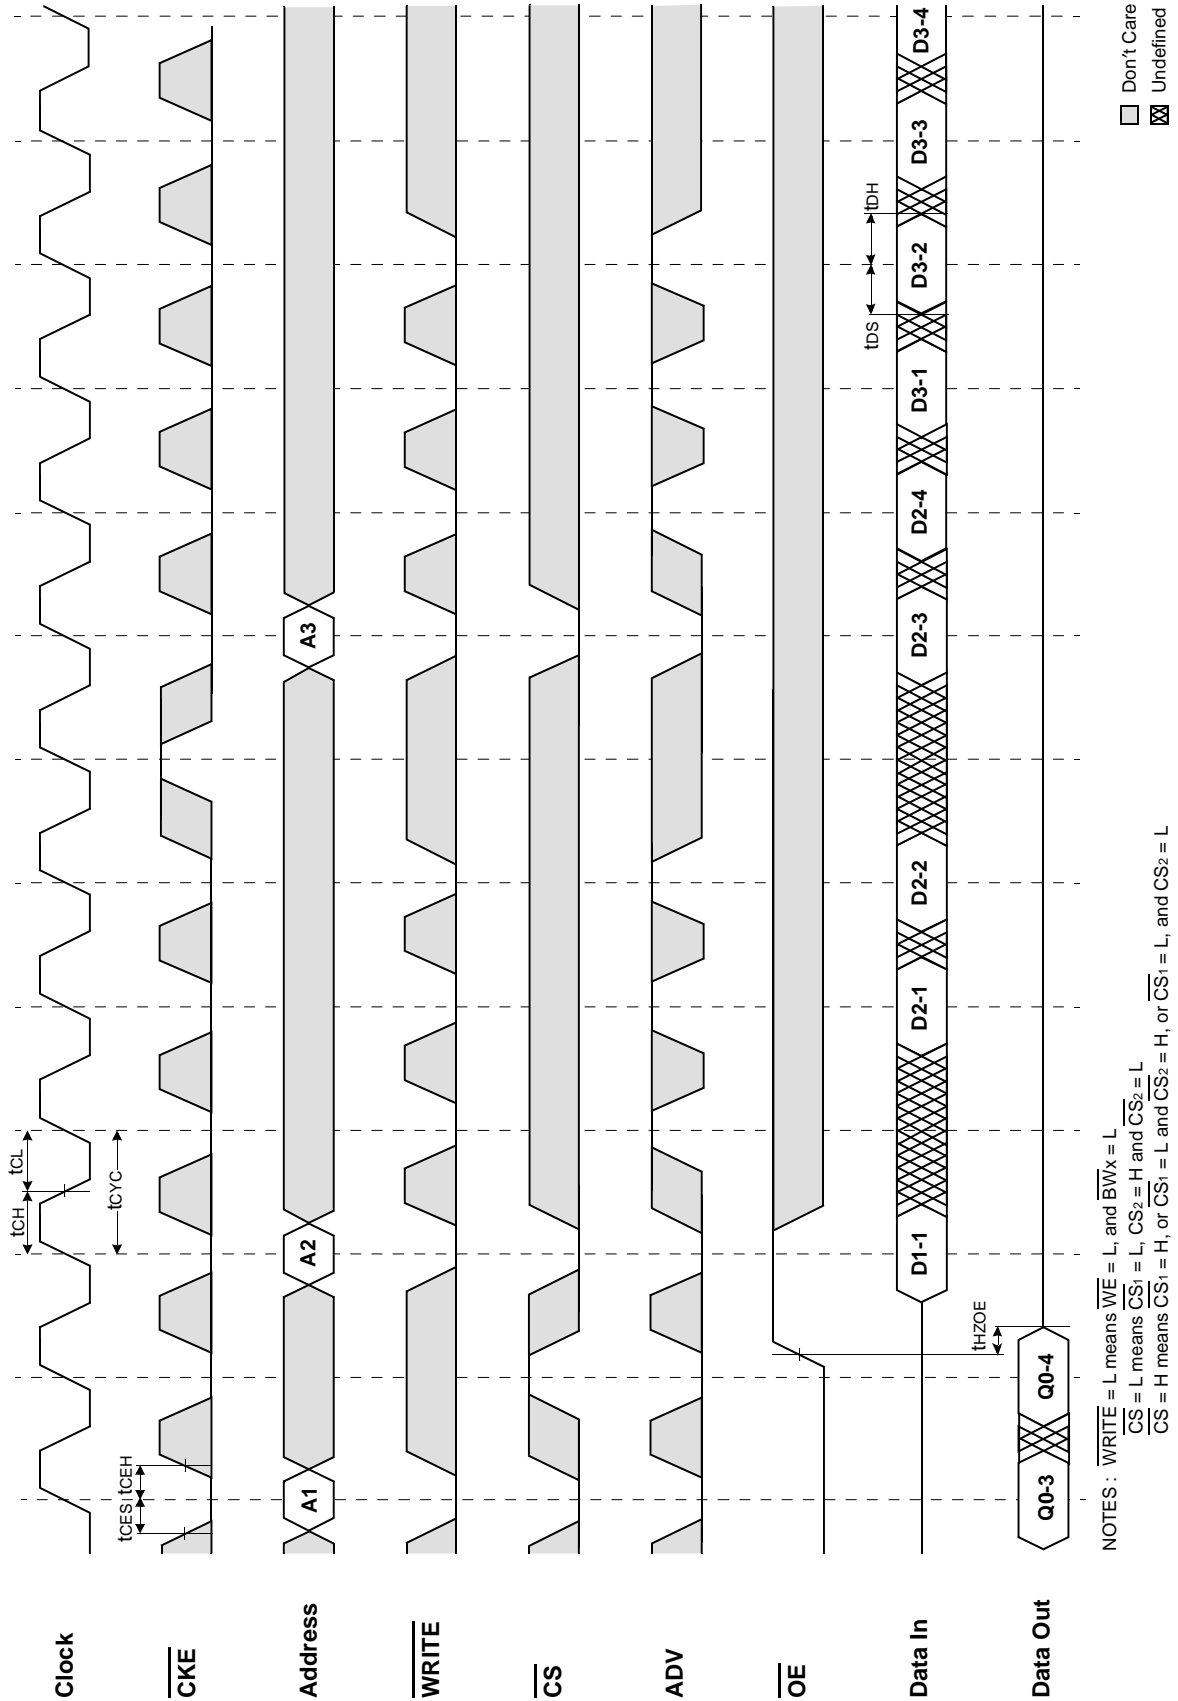 Clock
tCH
tCL
tCYC
CKE
tCES
tCEH
Address
A1
A2
A3
WRITE
CS
ADV
OE
Data In
D1-1
D2-1
D2-2
D2-3
D2-4
D3-1
D3-2
D3-3
D3-4
tDS
tDH
tHZOE
Data Out
Q0-3
Q0-4
NOTES : WRITE = L means WE = L, and BWx = L
CS = L means CS1 = L, CS2 = H and CS2 = L
CS = H means CS1 = H, or CS1 = L and CS2 = H, or CS1 = L, and CS2 = L
Don't Care
Undefined